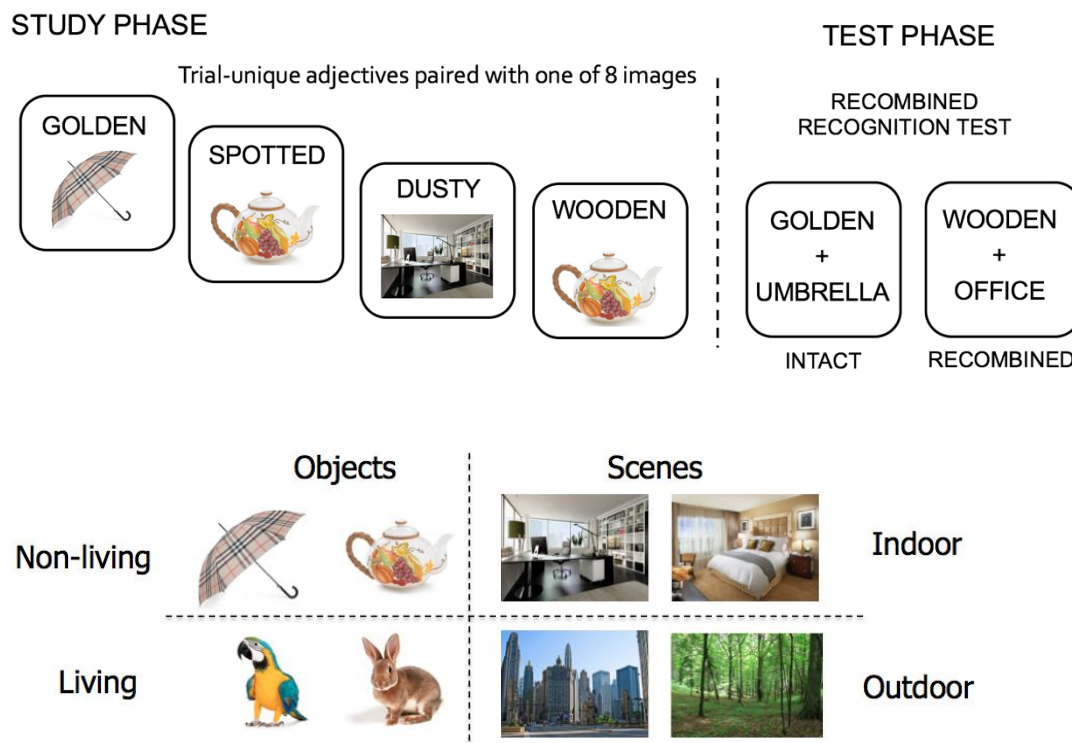 STUDY PHASE
Trial-unique adjectives paired with one of 8 images
GOLDEN
SPOTTED
DUSTY
WOODEN
TEST PHASE
RECOMBINED
RECOGNITION TEST
GOLDEN
+
UMBRELLA
INTACT
WOODEN
+
OFFICE
RECOMBINED
Objects
Scenes
Non-living
Indoor
Living
Outdoor